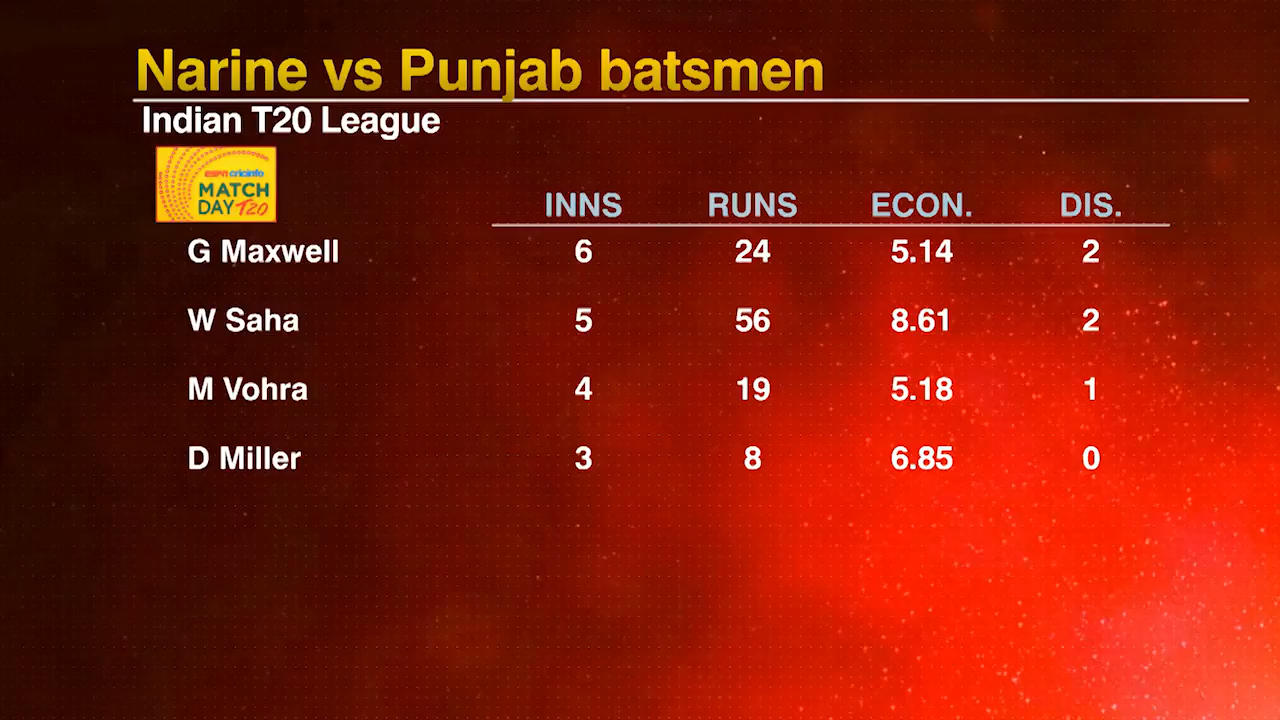 Narine vs Punjab batsmen
Indian T20 League
ESPN cricinfo
MATCH
DAY T20
INNS RUNS ECON. DIS.
G Maxwell 6 24 5.14 2
W Saha 5 56 8.61 2
M Vohra 4 19 5.18 1
D Miller 3 8 6.85 0